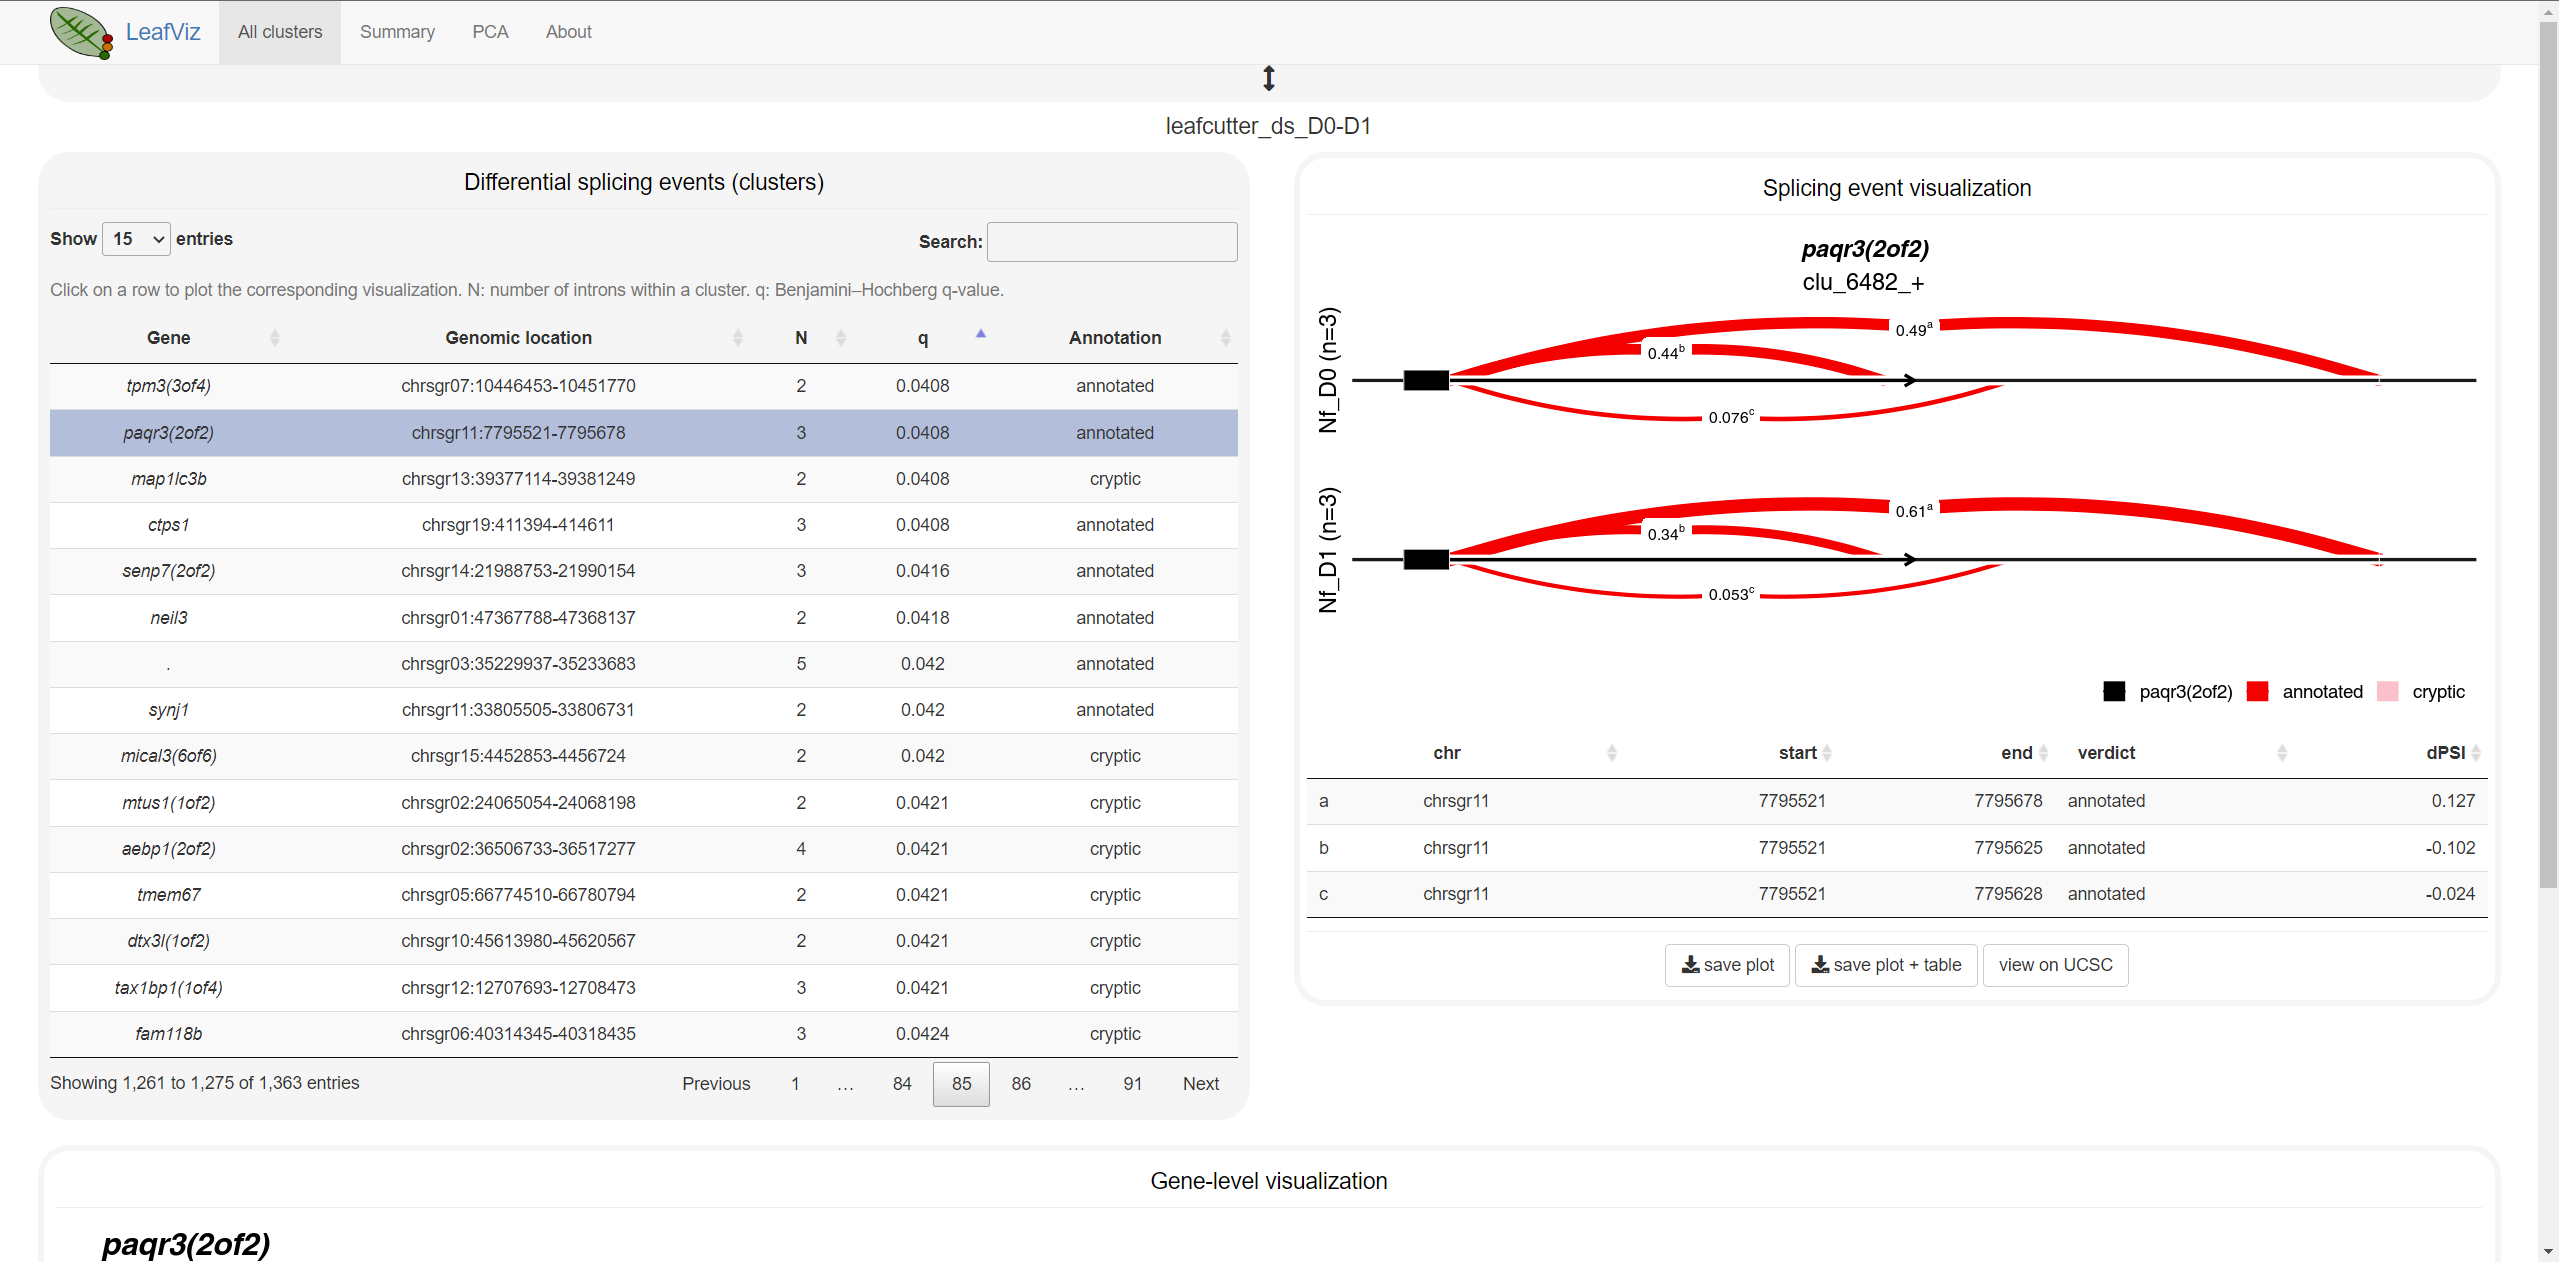 LeafViz All clusters Summary PCA About
leafcutter_ds_D0-D1
Differential splicing events (clusters)
Show 15 entries Search:
Click on a row to plot the corresponding visualization. N: number of introns within a cluster. q: Benjamini–Hochberg q-value.
Gene Genomic location N q Annotation
tpm3(3of4) chrsgr07:10446453-10451770 2 0.0408 annotated
paqr3(2of2) chrsgr11:7795521-7795678 3 0.0408 annotated
map1lc3b chrsgr13:39377114-39381249 2 0.0408 cryptic
ctps1 chrsgr19:411394-414611 3 0.0408 annotated
senp7(2of2) chrsgr14:21988753-21990154 3 0.0416 annotated
neil3 chrsgr01:47367788-47368137 2 0.0418 annotated
. chrsgr03:35229937-35233683 5 0.042 annotated
synj1 chrsgr11:33805505-33806731 2 0.042 annotated
mical3(6of6) chrsgr15:4452853-4456724 2 0.042 cryptic
mtus1(1of2) chrsgr02:24065054-24068198 2 0.0421 cryptic
aebp1(2of2) chrsgr02:36506733-36517277 4 0.0421 cryptic
tmem67 chrsgr05:66774510-66780794 2 0.0421 cryptic
dtx3l(1of2) chrsgr10:45613980-45620567 2 0.0421 cryptic
tax1bp1(1of4) chrsgr12:12707693-12708473 3 0.0421 cryptic
fam118b chrsgr06:40314345-40318435 3 0.0424 cryptic
Showing 1,261 to 1,275 of 1,363 entries Previous 1 … 84 85 86 … 91 Next
Splicing event visualization
paqr3(2of2)
clu_6482_+
Nf_D0 (n=3)
0.49a
0.44b
0.076c
Nf_D1 (n=3)
0.61a
0.34b
0.053c
paqr3(2of2) annotated cryptic
chr start end verdict dPSI
a chrsgr11 7795521 7795678 annotated 0.127
b chrsgr11 7795521 7795625 annotated -0.102
c chrsgr11 7795521 7795628 annotated -0.024
save plot save plot + table view on UCSC
Gene-level visualization
paqr3(2of2)